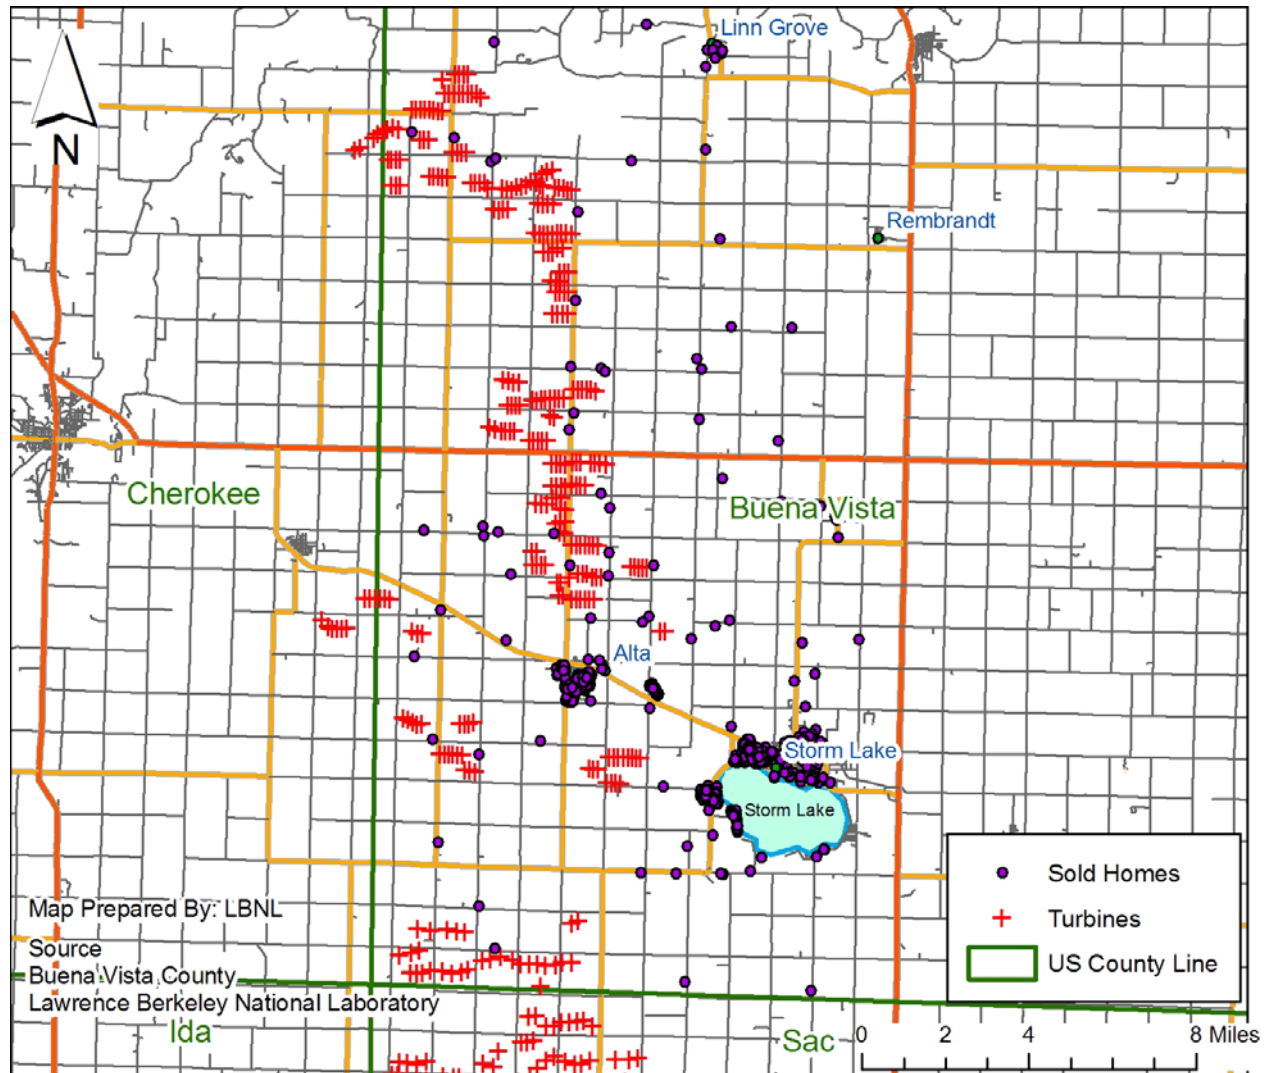 Linn Grove
N
Rembrandt
Cherokee
Buena Vista
Alta
Storm Lake
Storm Lake
Sold Homes
Turbines
US County Line
Map Prepared By: LBNL
Source
Buena Vista County
Lawrence Berkeley National Laboratory
Ida
Sac
0 2 4 8 Miles